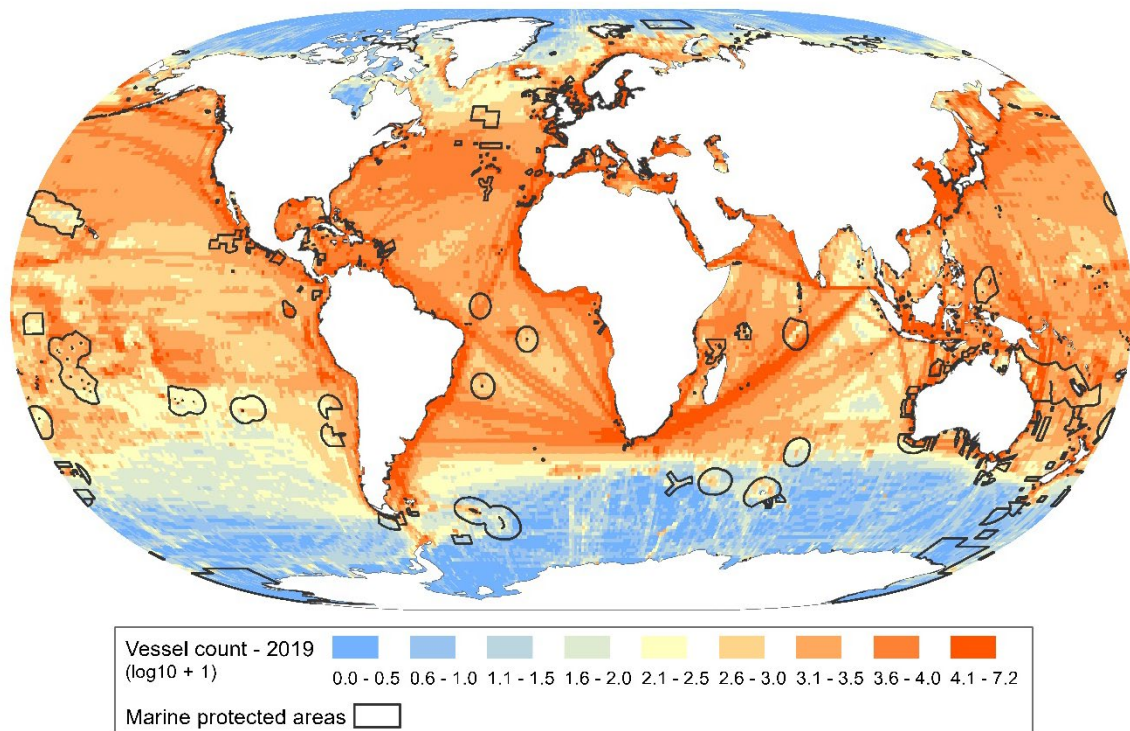 Vessel count - 2019
(log10 + 1)
0.0 - 0.5 0.6 - 1.0 1.1 - 1.5 1.6 - 2.0 2.1 - 2.5 2.6 - 3.0 3.1 - 3.5 3.6 - 4.0 4.1 - 7.2
Marine protected areas